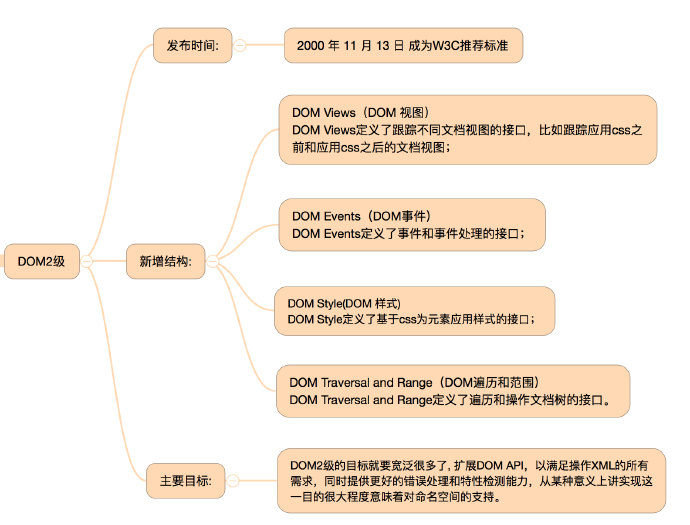 发布时间:
2000 年 11 月 13 日 成为W3C推荐标准
DOM Views（DOM 视图）
DOM Views定义了跟踪不同文档视图的接口，比如跟踪应用css之
前和应用css之后的文档视图；
DOM Events（DOM事件）
DOM Events定义了事件和事件处理的接口；
DOM2级
新增结构:
DOM Style(DOM 样式)
DOM Style定义了基于css为元素应用样式的接口；
DOM Traversal and Range（DOM遍历和范围）
DOM Traversal and Range定义了遍历和操作文档树的接口。
主要目标:
DOM2级的目标就要宽泛很多了, 扩展DOM API，以满足操作XML的所有
需求，同时提供更好的错误处理和特性检测能力，从某种意义上讲实现这
一目的很大程度意味着对命名空间的支持。